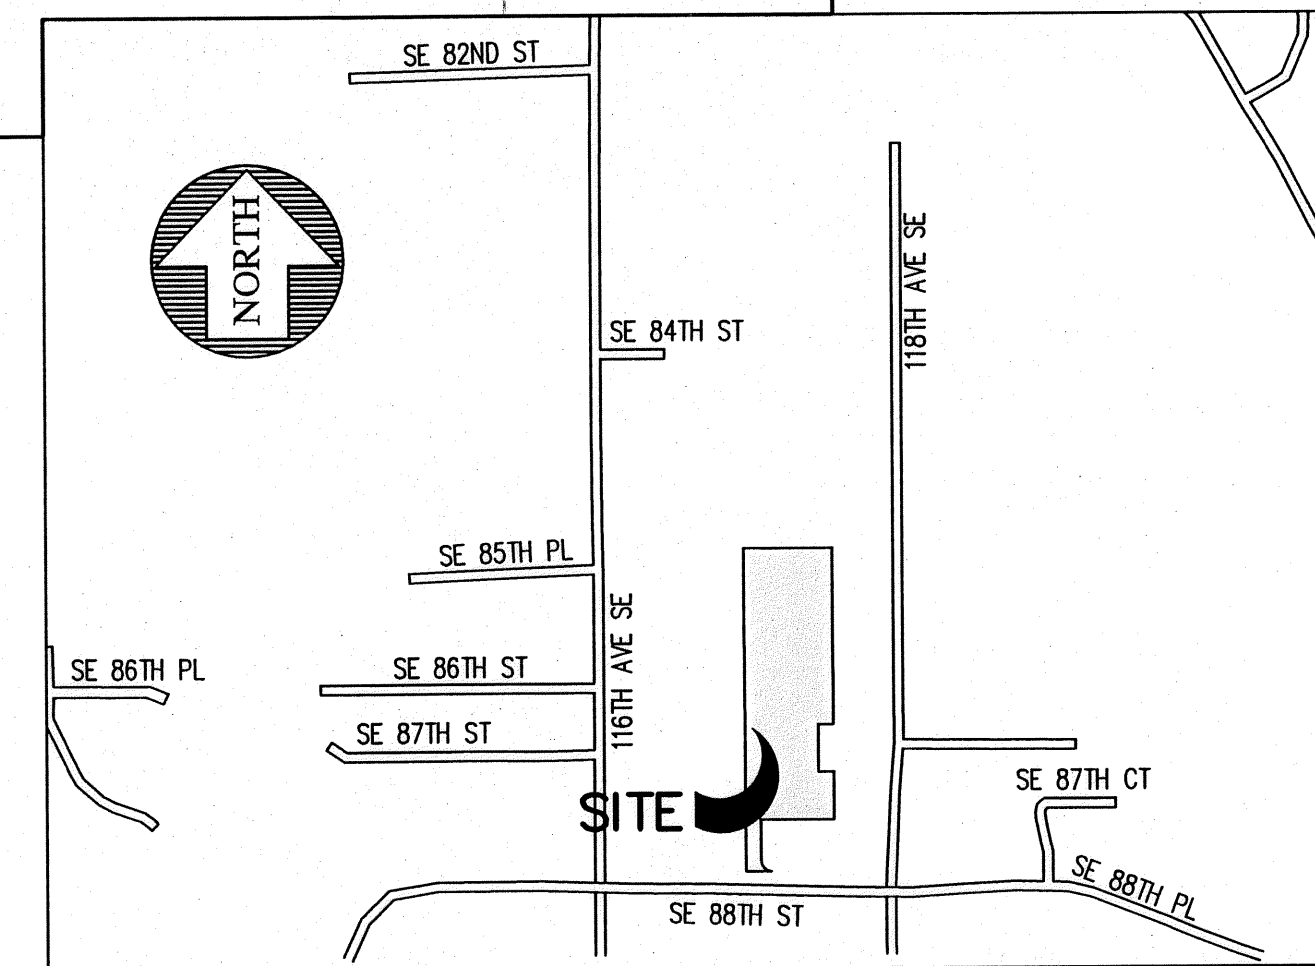 SE 82ND ST
NORTH
118TH AVE SE
SE 84TH ST
SE 85TH PL
116TH AVE SE
SE 86TH PL
SE 86TH ST
SE 87TH ST
SE 87TH CT
SITE
SE 88TH PL
SE 88TH ST